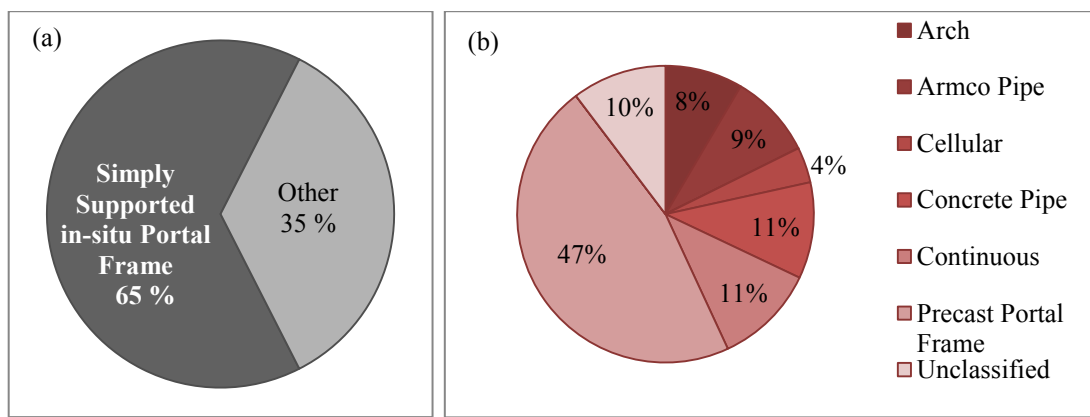 (a)
Simply
Supported
in-situ Portal
Frame
65 %
Other
35 %
(b)
8%
9%
4%
11%
11%
47%
10%
Arch
Armco Pipe
Cellular
Concrete Pipe
Continuous
Precast Portal
Frame
Unclassified